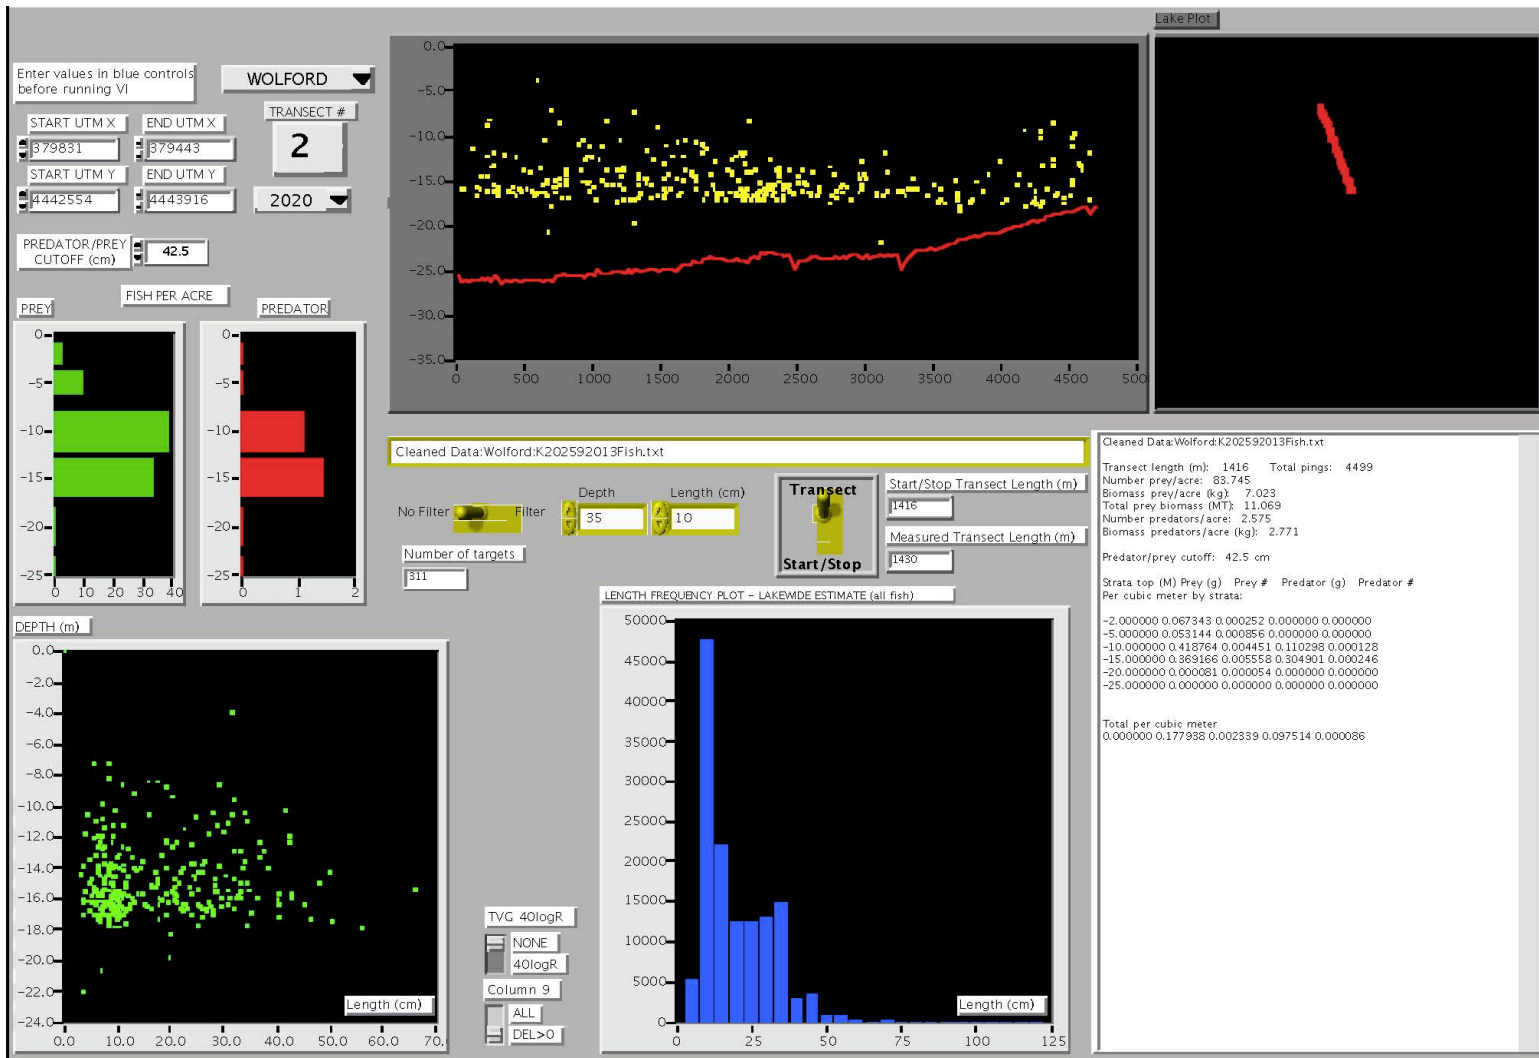 Lake Plot
Enter values in blue controls
before running VI
WOLFORD
TRANSECT #
2
START UTM X
END UTM X
379831
379443
START UTM Y
END UTM Y
4442554
4443916
2020
PREDATOR/PREY
CUTOFF (cm)
42.5
0.0
-5.0
-10.0
-15.0
-20.0
-25.0
-30.0
-35.0
0 500 1000 1500 2000 2500 3000 3500 4000 4500 5000
FISH PER ACRE
PREY
PREDATOR
0
-5
-10
-15
-20
-25
0 10 20 30 40
0
-5
-10
-15
-20
-25
0 1 2
Cleaned Data:Wolford:K202592013Fish.txt
No Filter
Filter
Depth
35
Length (cm)
10
Number of targets
311
Transect
Start/Stop
Start/Stop Transect Length (m)
1416
Measured Transect Length (m)
1430
Cleaned Data:Wolford:K202592013Fish.txt
Transect length (m): 1416 Total pings: 4499
Number prey/acre: 83.745
Biomass prey/acre (kg): 7.023
Total prey biomass (MT): 11.069
Number predators/acre: 2.575
Biomass predators/acre (kg): 2.771
Predator/prey cutoff: 42.5 cm
Strata top (M) Prey (g) Prey # Predator (g) Predator #
Per cubic meter by strata:
-2.000000 0.067343 0.000252 0.000000 0.000000
-5.000000 0.053144 0.000856 0.000000 0.000000
-10.000000 0.418764 0.004451 0.110298 0.000128
-15.000000 0.369166 0.005558 0.304901 0.000246
-20.000000 0.000081 0.000054 0.000000 0.000000
-25.000000 0.000000 0.000000 0.000000 0.000000
Total per cubic meter
0.000000 0.177938 0.002339 0.097514 0.000086
DEPTH (m)
0.0
-2.0
-4.0
-6.0
-8.0
-10.0
-12.0
-14.0
-16.0
-18.0
-20.0
-22.0
-24.0
Length (cm)
0.0 10.0 20.0 30.0 40.0 50.0 60.0 70.
TVG 40logR
NONE
40logR
Column 9
ALL
DEL>0
LENGTH FREQUENCY PLOT - LAKEWIDE ESTIMATE (all fish)
50000
45000
40000
35000
30000
25000
20000
15000
10000
5000
0
Length (cm)
0 25 50 75 100 125